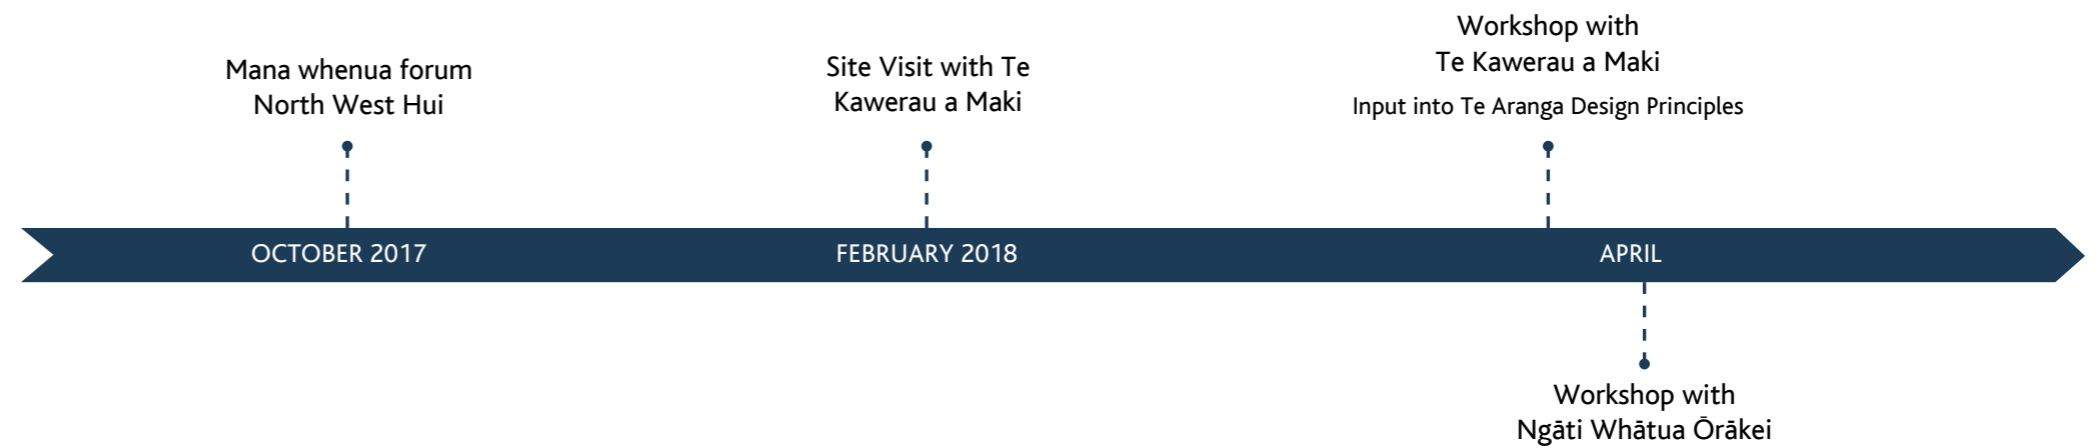 Mana whenua forum
North West Hui
Site Visit with Te
Kawerau a Maki
Workshop with
Te Kawerau a Maki
Input into Te Aranga Design Principles
OCTOBER 2017
FEBRUARY 2018
APRIL
Workshop with
Ngāti Whātua Ōrākei